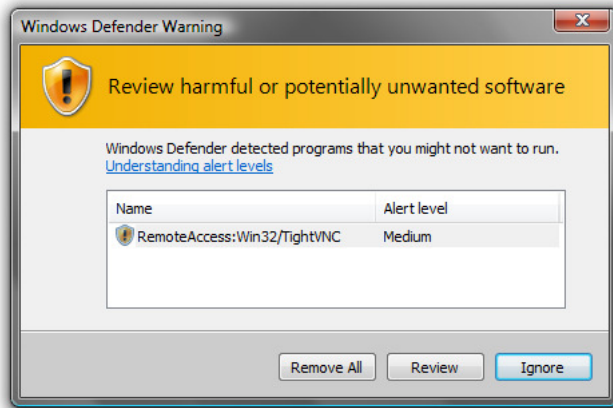 Windows Defender Warning
Review harmful or potentially unwanted software
Windows Defender detected programs that you might not want to run.
Understanding alert levels
Name Alert level
RemoteAccess:Win32/TightVNC Medium
Remove All Review Ignore